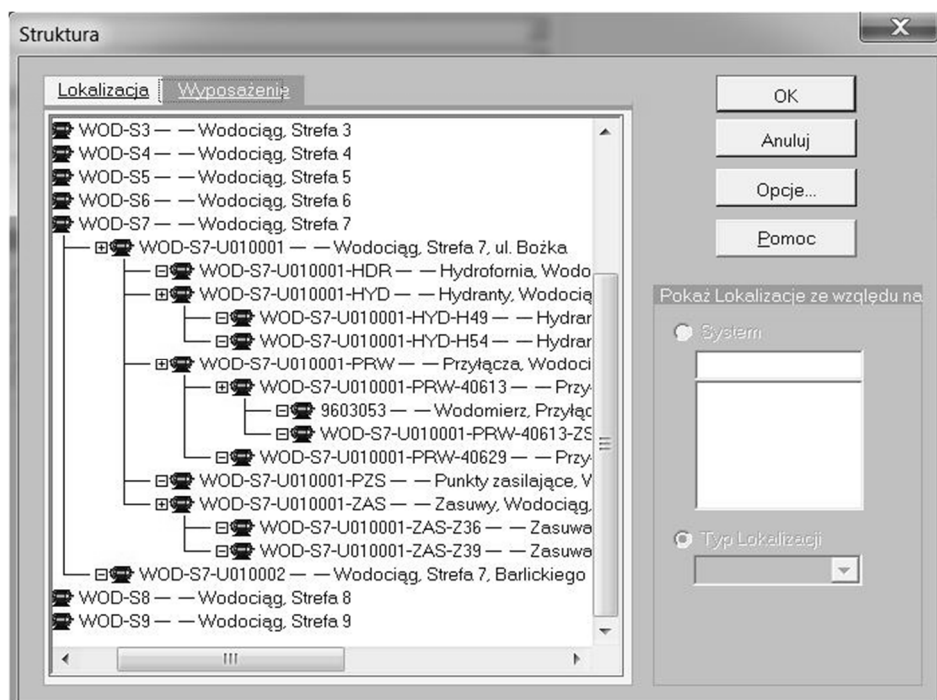 Struktura
X
Lokalizacja
Wyposażenie
WOD-S3 — — Wodociąg, Strefa 3
WOD-S4 — — Wodociąg, Strefa 4
WOD-S5 — — Wodociąg, Strefa 5
WOD-S6 — — Wodociąg, Strefa 6
WOD-S7 — — Wodociąg, Strefa 7
WOD-S7-U010001 — — Wodociąg, Strefa 7, ul. Bożka
WOD-S7-U010001-HDR — — Hydrofornia, Wodo
WOD-S7-U010001-HYD — — Hydranty, Wodocią
WOD-S7-U010001-HYD-H49 — — Hydrar
WOD-S7-U010001-HYD-H54 — — Hydrar
WOD-S7-U010001-PRW — — Przyłącza, Wodoci
WOD-S7-U010001-PRW-40613 — — Przy
9603053 — — Wodomierz, Przyłąc
WOD-S7-U010001-PRW-40613-ZS
WOD-S7-U010001-PRW-40629 — — Przy
WOD-S7-U010001-PZS — — Punkty zasilające, W
WOD-S7-U010001-ZAS — — Zasuwy, Wodociąg,
WOD-S7-U010001-ZAS-Z36 — — Zasuwa
WOD-S7-U010001-ZAS-Z39 — — Zasuwa
WOD-S7-U010002 — — Wodociąg, Strefa 7, Barlickiego
WOD-S8 — — Wodociąg, Strefa 8
WOD-S9 — — Wodociąg, Strefa 9
OK
Anuluj
Opcje...
Pomoc
Pokaż Lokalizacje ze względu na
System
Typ Lokalizacji